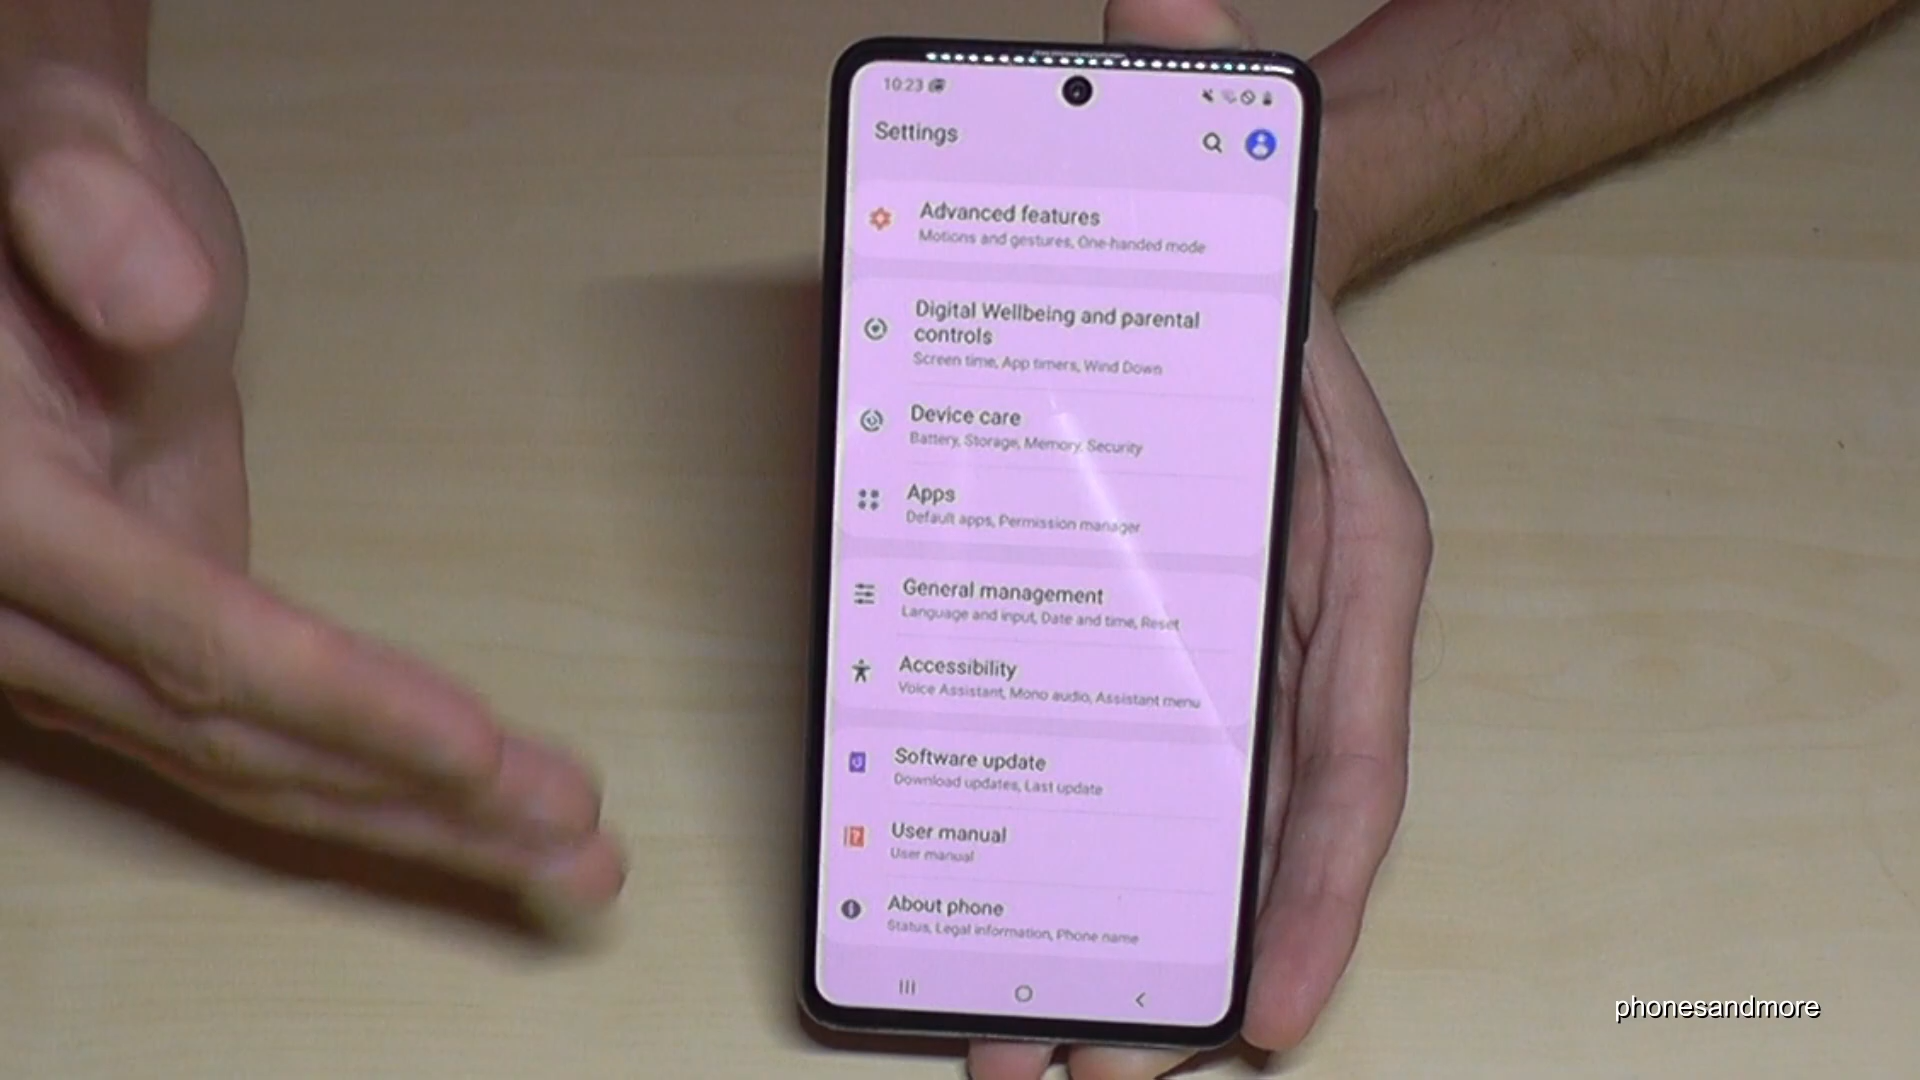 10:23
Settings
Advanced features
Motions and gestures, One-handed mode
Digital Wellbeing and parental
controls
Screen time, App timers, Wind Down
Device care
Battery, Storage, Memory, Security
Apps
Default apps, Permission manager
General management
Language and input, Date and time, Reset
Accessibility
Voice Assistant, Mono audio, Assistant menu
Software update
Download updates, Last update
User manual
User manual
About phone
Status, Legal information, Phone name
phonesandmore